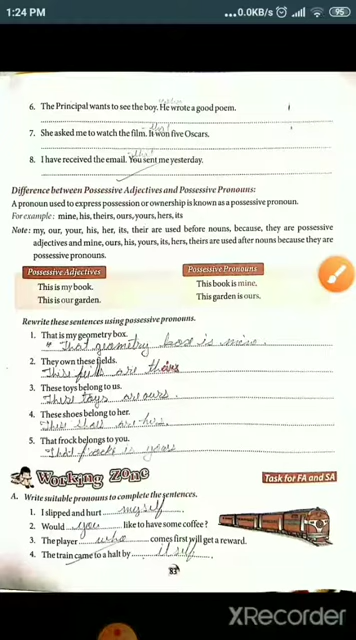 1:24 PM
...0.0KB/s
95
6. The Principal wants to see the boy. He wrote a good poem.
7. She asked me to watch the film. It won five Oscars.
8. I have received the email. You sent me yesterday.
Difference between Possessive Adjectives and Possessive Pronouns:
A pronoun used to express possession or ownership is known as a possessive pronoun.
For example: mine, his, theirs, ours, yours, hers, its
Note: my, our, your, his, her, its, their are used before nouns, because, they are possessive
adjectives and mine, ours, his, yours, its, hers, theirs are used after nouns because they are
possessive pronouns.
Possessive Adjectives
This is my book.
This is our garden.
Possessive Pronouns
This book is mine.
This garden is ours.
Rewrite these sentences using possessive pronouns.
1. That is my geometry box.
That geometry box is mine.
2. They own these fields.
are theirs
3. These toys belong to us.
These toys are ours.
4. These shoes belong to her.
are hers.
5. That frock belongs to you.
That is yours
Working Zone
Task for FA and SA
A. Write suitable pronouns to complete the sentences.
1. I slipped and hurt myself
2. Would you like to have some coffee?
3. The player who comes first will get a reward.
4. The train came to a halt by itself
83
XRecorder